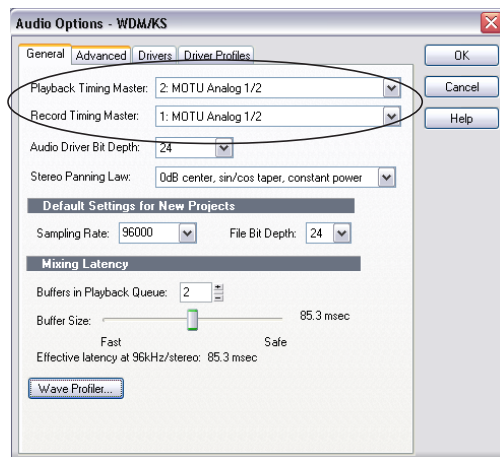 Audio Options - WDM/KS
General Advanced Drivers Driver Profiles
OK
Playback Timing Master: 2: MOTU Analog 1/2
Cancel
Record Timing Master: 1: MOTU Analog 1/2
Help
Audio Driver Bit Depth: 24
Stereo Panning Law: 0dB center, sin/cos taper, constant power
Default Settings for New Projects
Sampling Rate: 96000 File Bit Depth: 24
Mixing Latency
Buffers in Playback Queue: 2
Buffer Size: 85.3 msec
Fast Safe
Effective latency at 96kHz/stereo: 85.3 msec
Wave Profiler...